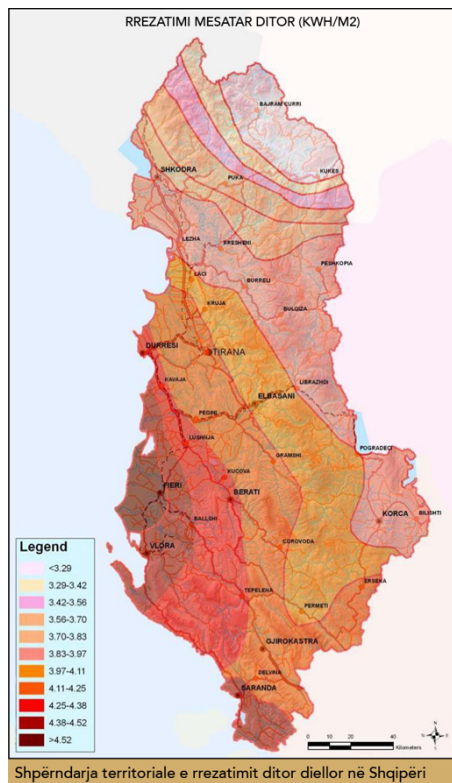 RREZATIMI MESATAR DITOR (KWH/M2)
BAJRAM CURRI
SHKODRA
PUKA
KUKES
LEZHA
RRESHENI
PESHKOPIA
LACI
BURRELI
KRUJA
BULQIZA
DURRESI
TIRANA
KAVAJA
LIBRAZHDI
ELBASANI
PEQINI
POGRADECI
LUSHNJA
GRAMSHI
KUCOVA
KORCA
BILISHTI
FIERI
BERATI
BALLSHI
VLORA
COROVODA
ERSEKA
TEPELENA
PERMETI
GJIROKASTRA
DELVINA
SARANDA
Legend
<3.29
3.29-3.42
3.42-3.56
3.56-3.70
3.70-3.83
3.83-3.97
3.97-4.11
4.11-4.25
4.25-4.38
4.38-4.52
>4.52
0 10 20 40
Kilometers
Shpërndarja territoriale e rrezatimit ditor diellor në Shqipëri